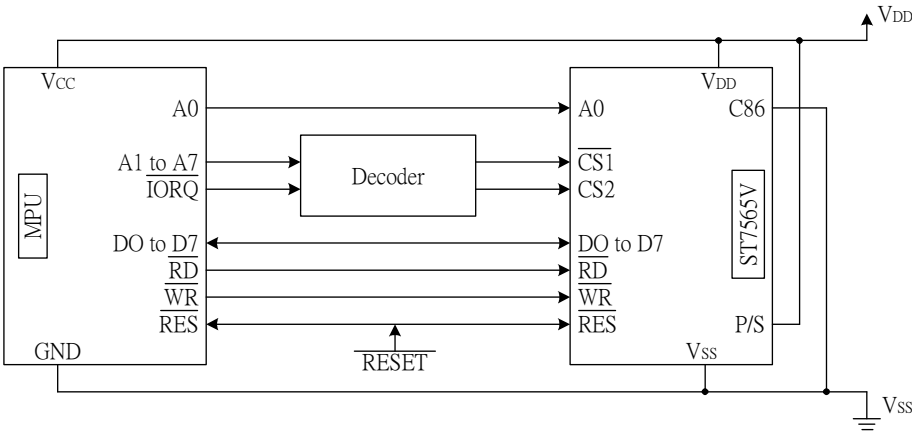 VDD
VCC
VDD
A0
A0
C86
A1 to A7
CS1
IORQ
Decoder
CS2
MPU
ST7565V
DO to D7
DO to D7
RD
RD
WR
WR
RES
RES
P/S
RESET
GND
VSS
VSS